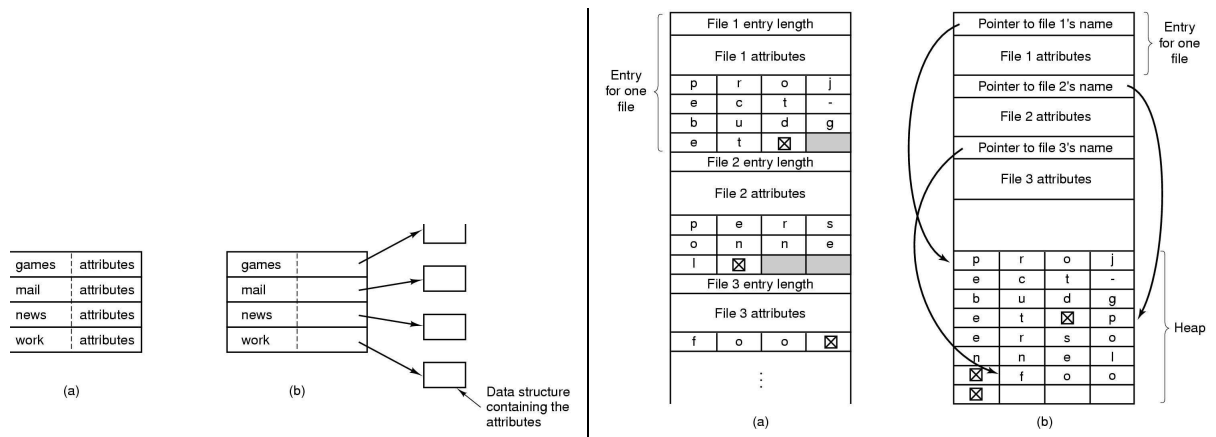 games attributes
mail attributes
news attributes
work attributes
(a)
games
mail
news
work
(b)
Data structure
containing the
attributes
Entry
for one
file
File 1 entry length
File 1 attributes
p r o j
e c t -
b u d g
e t
File 2 entry length
File 2 attributes
p e r s
o n n e
l
File 3 entry length
File 3 attributes
f o o
(a)
Pointer to file 1's name
File 1 attributes
Pointer to file 2's name
File 2 attributes
Pointer to file 3's name
File 3 attributes
Entry
for one
file
p r o j
e c t -
b u d g
e t p
e r s o
n n e l
f o o
Heap
(b)